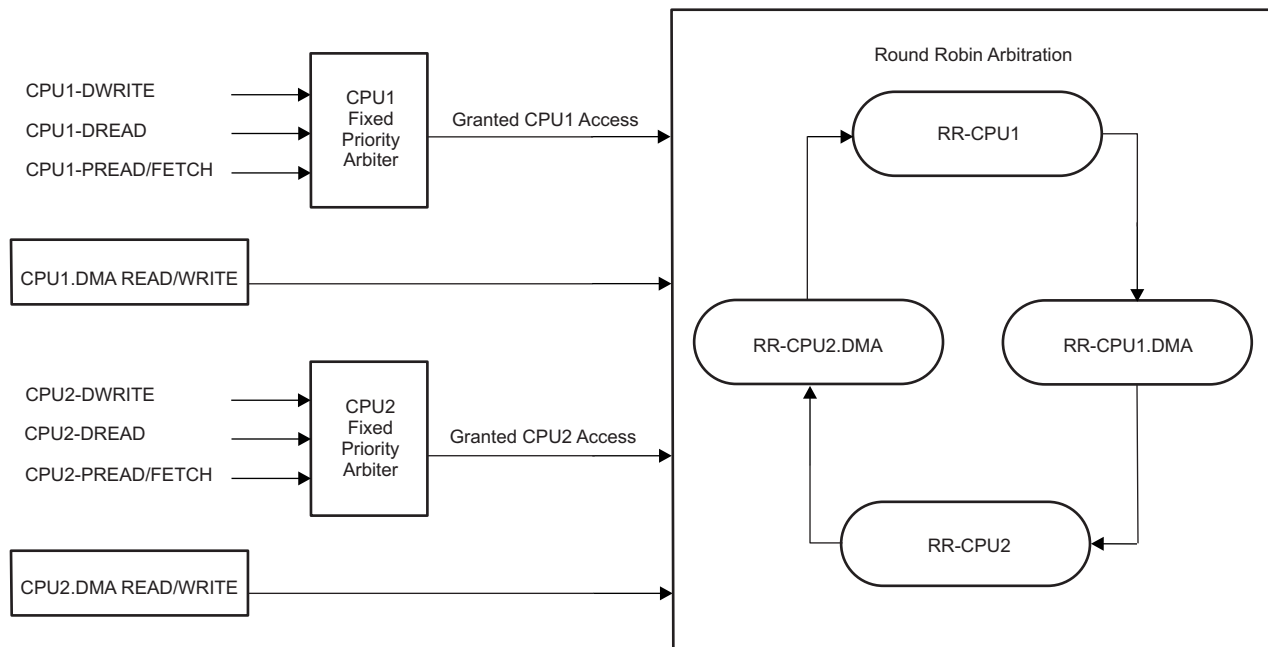 Round Robin Arbitration
CPU1-DWRITE
CPU1-DREAD
CPU1-PREAD/FETCH
CPU1
Fixed
Priority
Arbiter
Granted CPU1 Access
RR-CPU1
CPU1.DMA READ/WRITE
RR-CPU2.DMA
RR-CPU1.DMA
CPU2-DWRITE
CPU2-DREAD
CPU2-PREAD/FETCH
CPU2
Fixed
Priority
Arbiter
Granted CPU2 Access
RR-CPU2
CPU2.DMA READ/WRITE